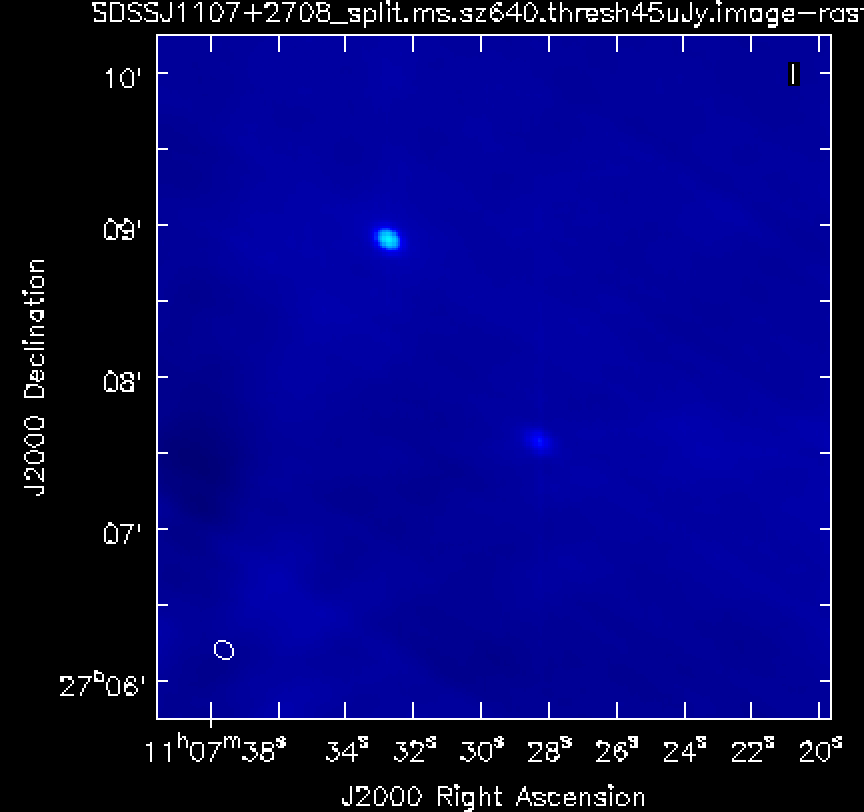 SDSSJ1107+2708_split.ms.sz640.thresh45uJy.image-rast
I
10'
09'
08'
J2000 Declination
07'
27°06'
11ʰ07ᵐ38ˢ 34ˢ 32ˢ 30ˢ 28ˢ 26ˢ 24ˢ 22ˢ 20ˢ
J2000 Right Ascension